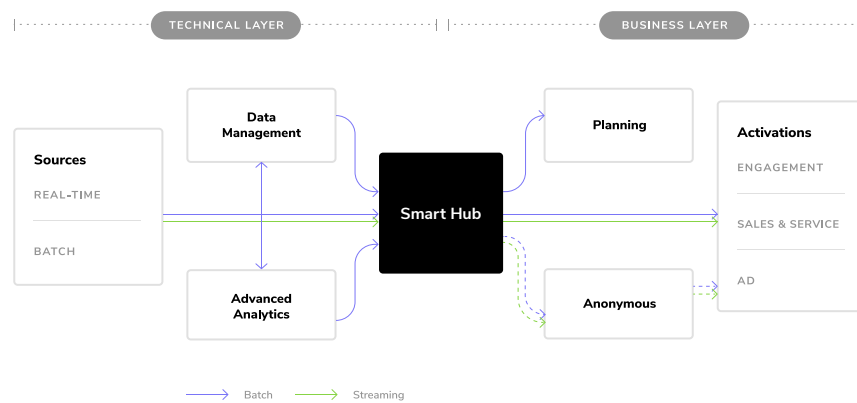 TECHNICAL LAYER
BUSINESS LAYER
Data
Management
Planning
Sources
REAL-TIME
BATCH
Smart Hub
Activations
ENGAGEMENT
SALES & SERVICE
AD
Advanced
Analytics
Anonymous
Batch
Streaming